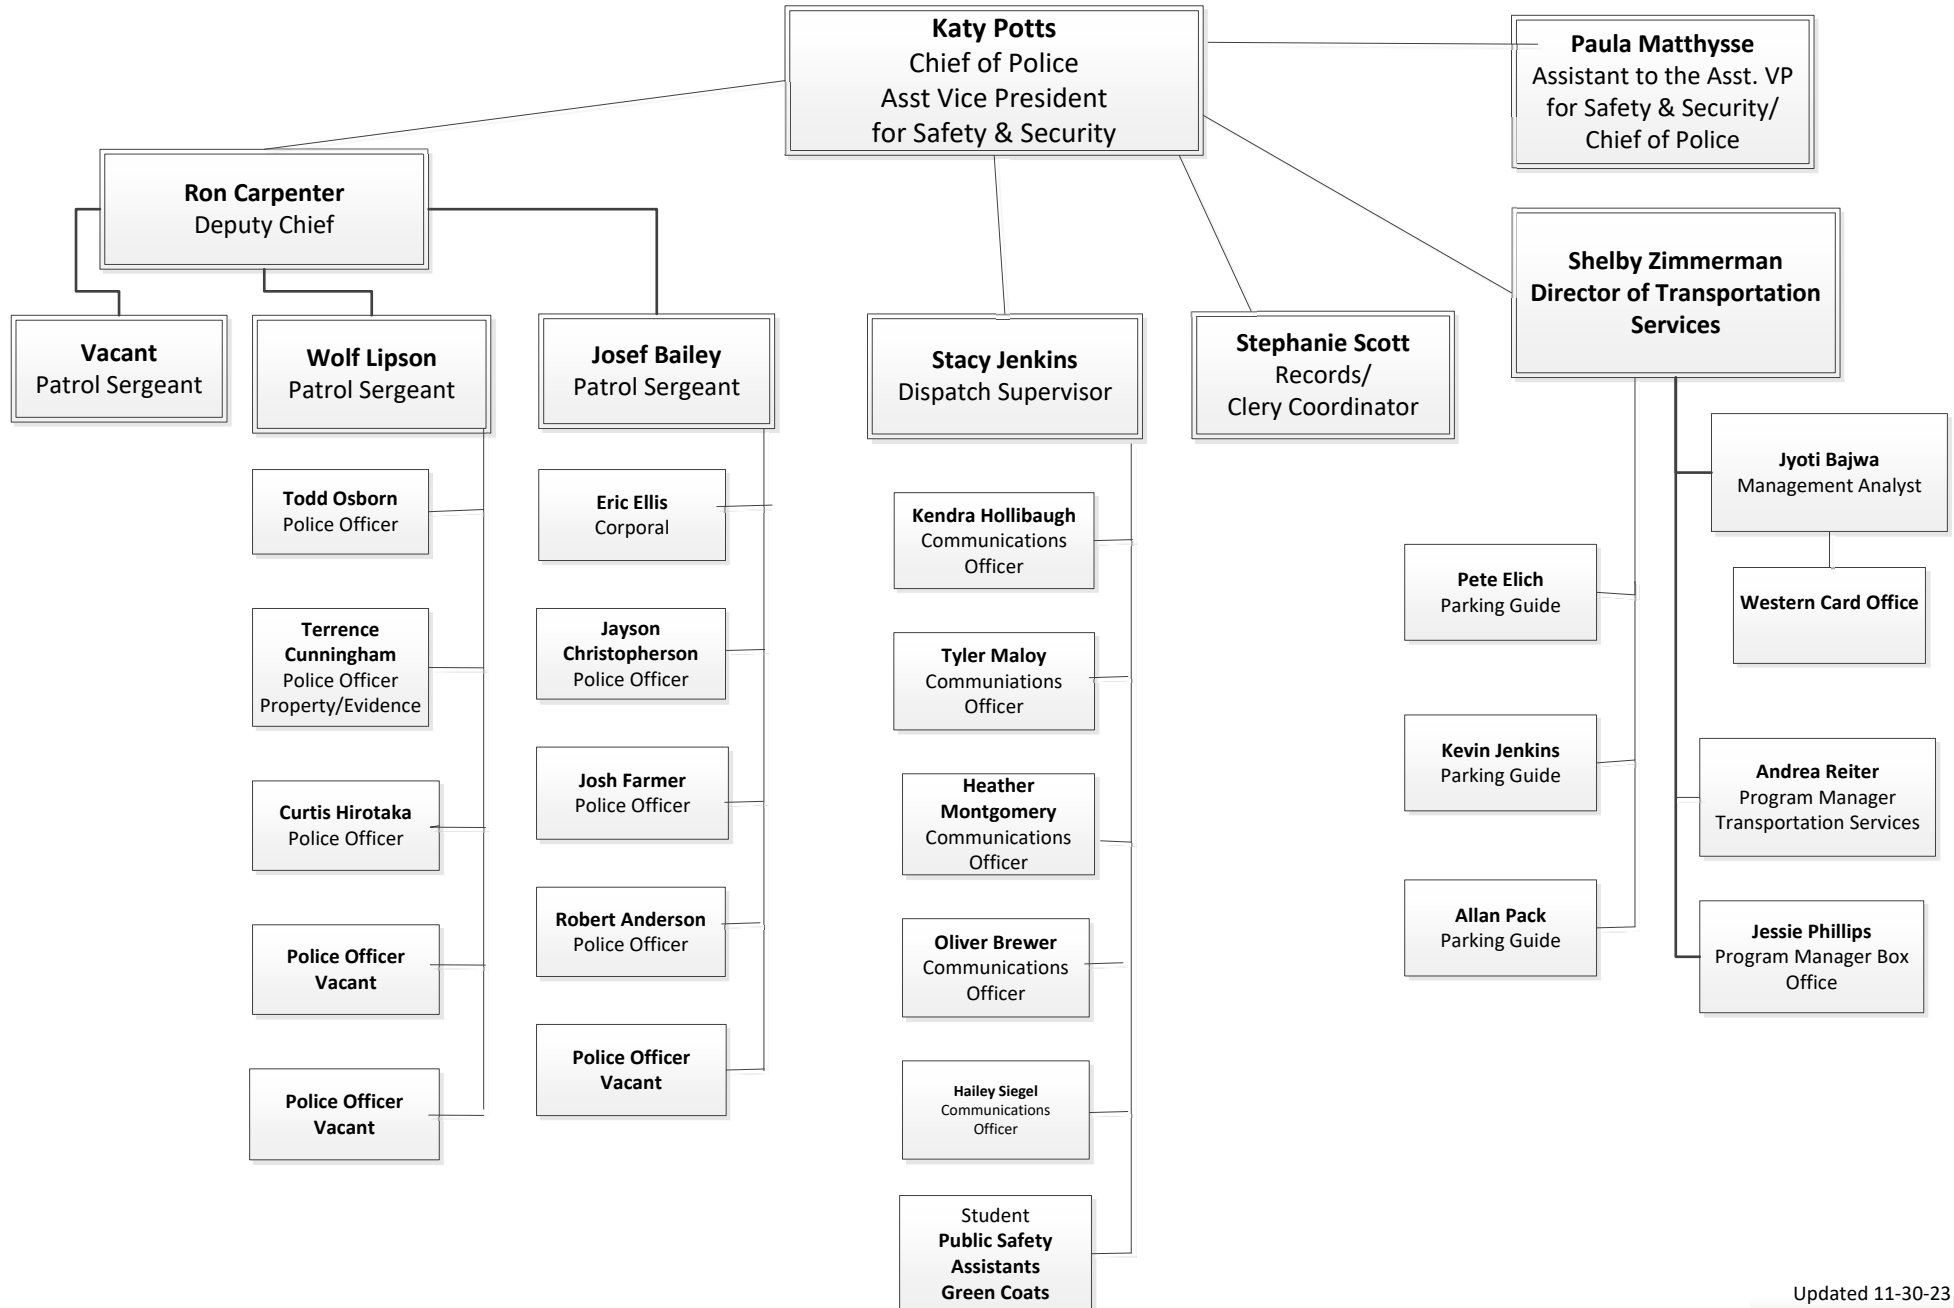 Katy Potts
Chief of Police
Asst Vice President
for Safety & Security
Paula Matthysse
Assistant to the Asst. VP
for Safety & Security/
Chief of Police
Ron Carpenter
Deputy Chief
Shelby Zimmerman
Director of Transportation
Services
Vacant
Patrol Sergeant
Wolf Lipson
Patrol Sergeant
Josef Bailey
Patrol Sergeant
Stacy Jenkins
Dispatch Supervisor
Stephanie Scott
Records/
Clery Coordinator
Todd Osborn
Police Officer
Terrence
Cunningham
Police Officer
Property/Evidence
Curtis Hirotaka
Police Officer
Police Officer
Vacant
Police Officer
Vacant
Eric Ellis
Corporal
Jayson
Christopherson
Police Officer
Josh Farmer
Police Officer
Robert Anderson
Police Officer
Police Officer
Vacant
Kendra Hollibaugh
Communications
Officer
Tyler Maloy
Communiations
Officer
Heather
Montgomery
Communications
Officer
Oliver Brewer
Communications
Officer
Hailey Siegel
Communications
Officer
Student
Public Safety
Assistants
Green Coats
Pete Elich
Parking Guide
Kevin Jenkins
Parking Guide
Allan Pack
Parking Guide
Jyoti Bajwa
Management Analyst
Western Card Office
Andrea Reiter
Program Manager
Transportation Services
Jessie Phillips
Program Manager Box
Office
Updated 11-30-23